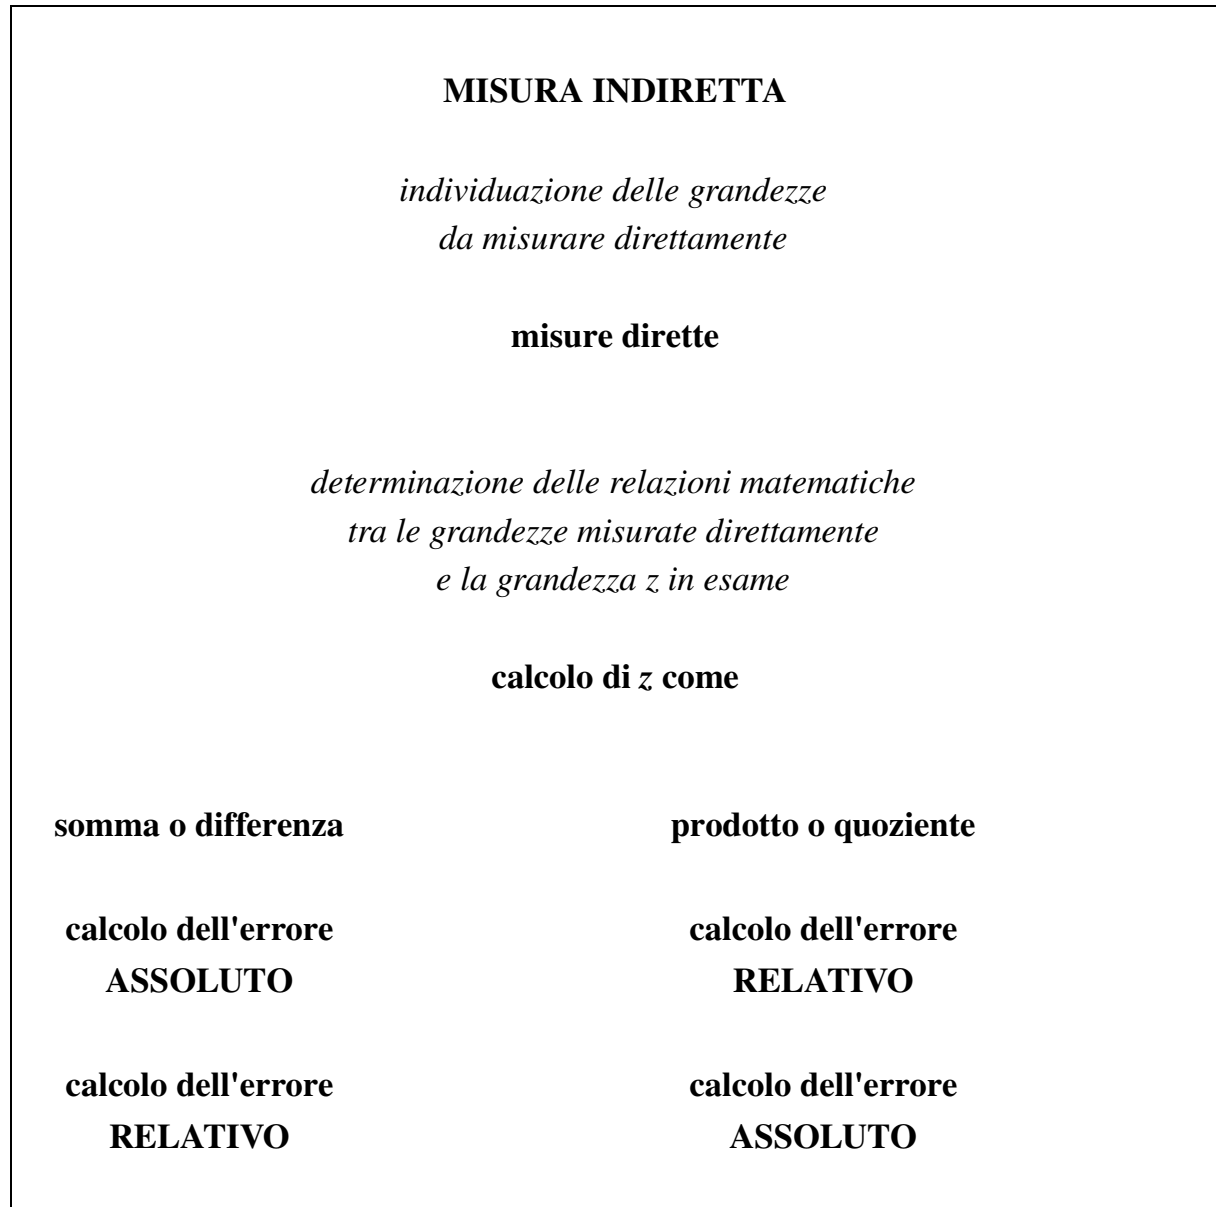 MISURA INDIRETTA
individuazione delle grandezze
da misurare direttamente
misure dirette
determinazione delle relazioni matematiche
tra le grandezze misurate direttamente
e la grandezza z in esame
calcolo di z come
somma o differenza
prodotto o quoziente
calcolo dell'errore
ASSOLUTO
calcolo dell'errore
RELATIVO
calcolo dell'errore
RELATIVO
calcolo dell'errore
ASSOLUTO